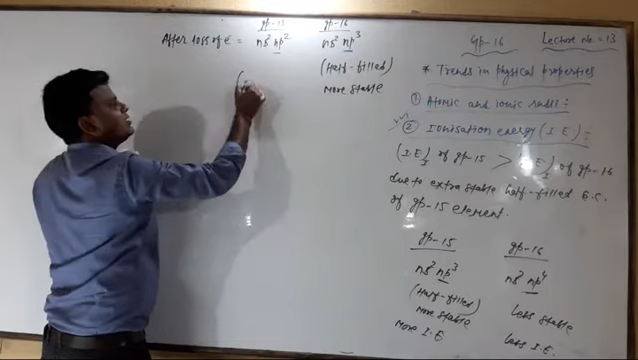 gp-15 gp-16
After loss of e⁻ = ns² np² ns² np³
(Half-filled)
More stable
(
Gp-16 Lecture No. = 13
* Trends in physical properties
① Atomic and ionic radii :
② Ionisation energy (I.E) :
(I.E)₁ of gp-15 > (I.E)₁ of gp-16
due to extra stable half-filled E.C.
of gp-15 element.
gp-15 gp-16
ns² np³ ns² np⁴
(Half-filled)
More stable Less stable
More I.E Less I.E.